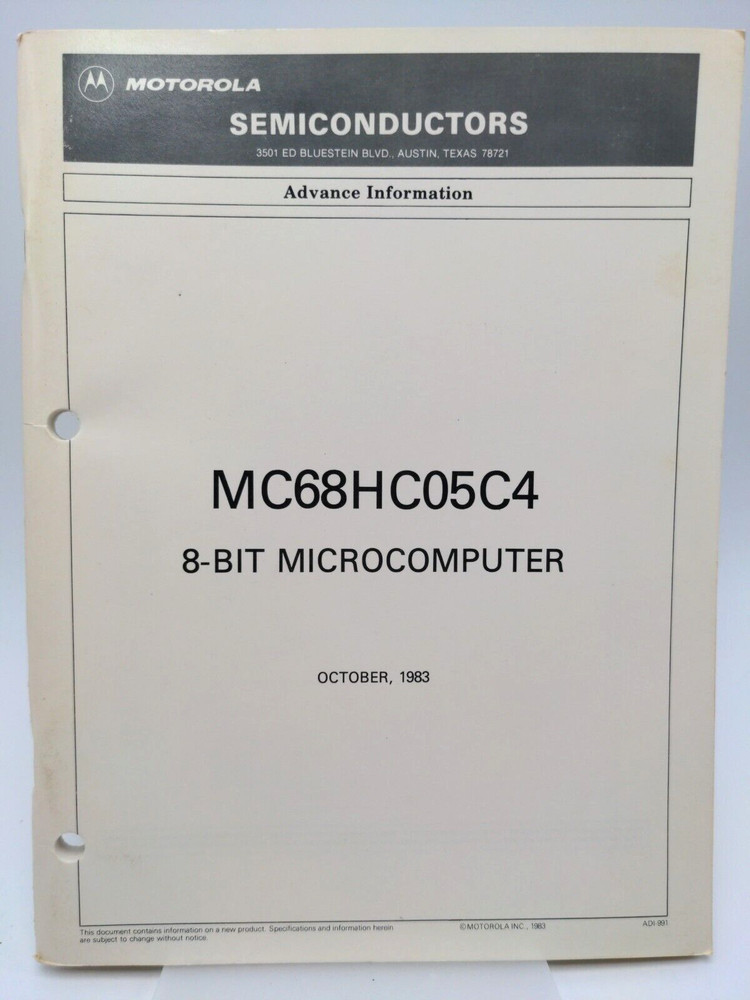 MOTOROLA
SEMICONDUCTORS
3501 ED BLUESTEIN BLVD., AUSTIN, TEXAS 78721
Advance Information
MC68HC05C4
8-BIT MICROCOMPUTER
OCTOBER, 1983
This document contains information on a new product. Specifications and information herein
are subject to change without notice.
©MOTOROLA INC., 1983
ADI-991